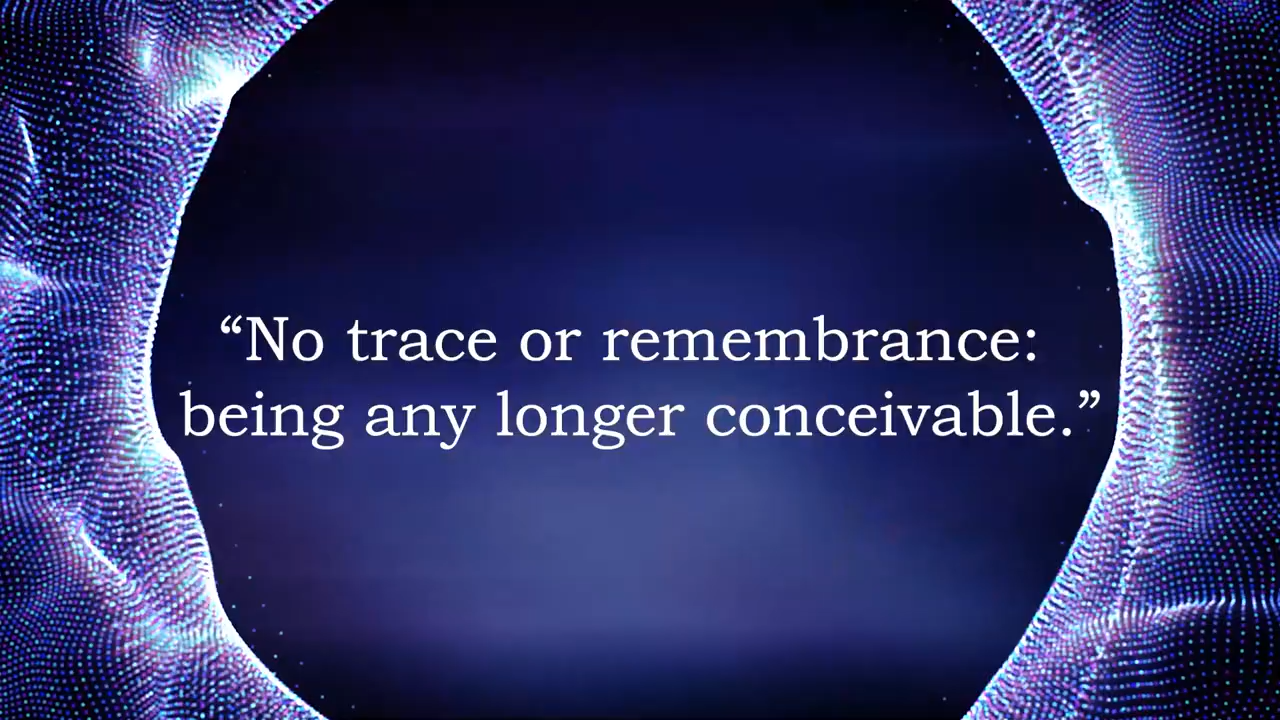 “No trace or remembrance:
being any longer conceivable.”